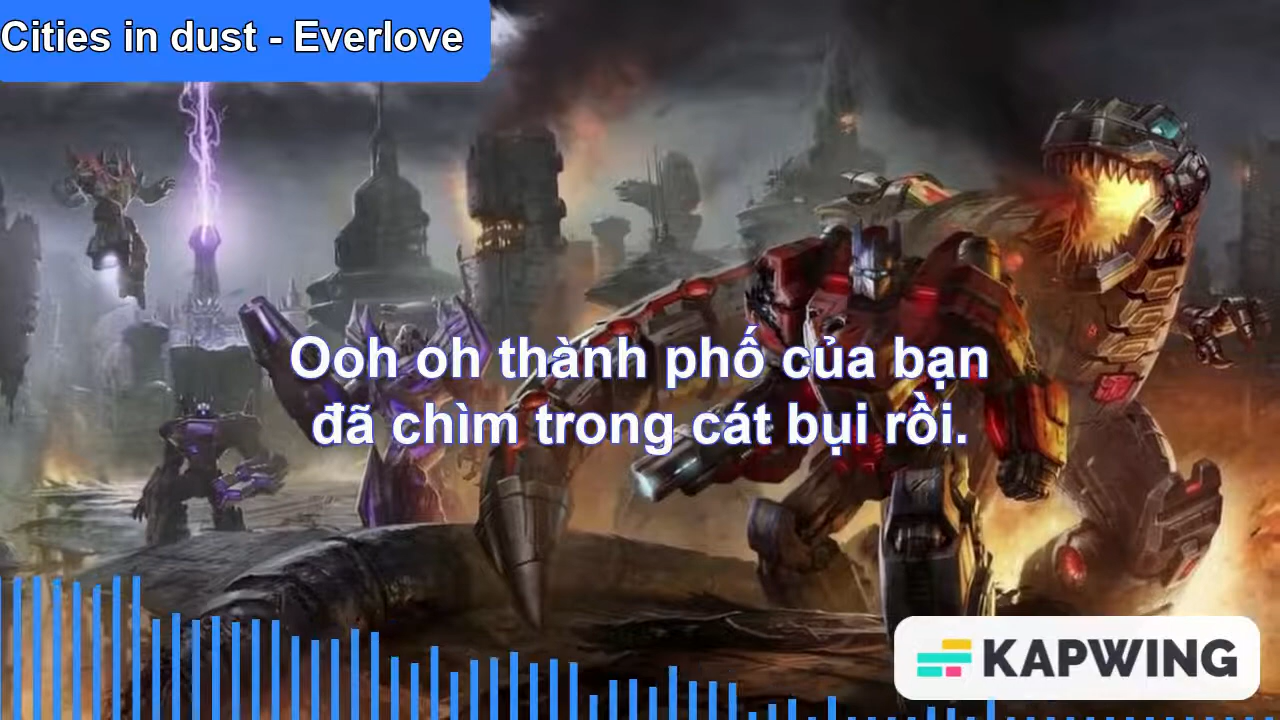 Cities in dust - Everlove
Ooh oh thành phố của bạn
đã chìm trong cát bụi rồi.
KAPWING